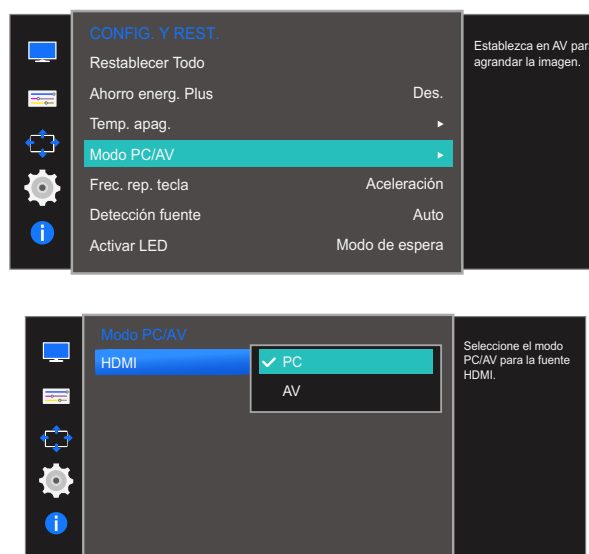 CONFIG. Y REST.
Restablecer Todo
Ahorro energ. Plus Des.
Temp. apag.
Modo PC/AV
Frec. rep. tecla Aceleración
Detección fuente Auto
Activar LED Modo de espera
Establezca en AV para
agrandar la imagen.
Modo PC/AV
HDMI
PC
AV
Seleccione el modo
PC/AV para la fuente
HDMI.